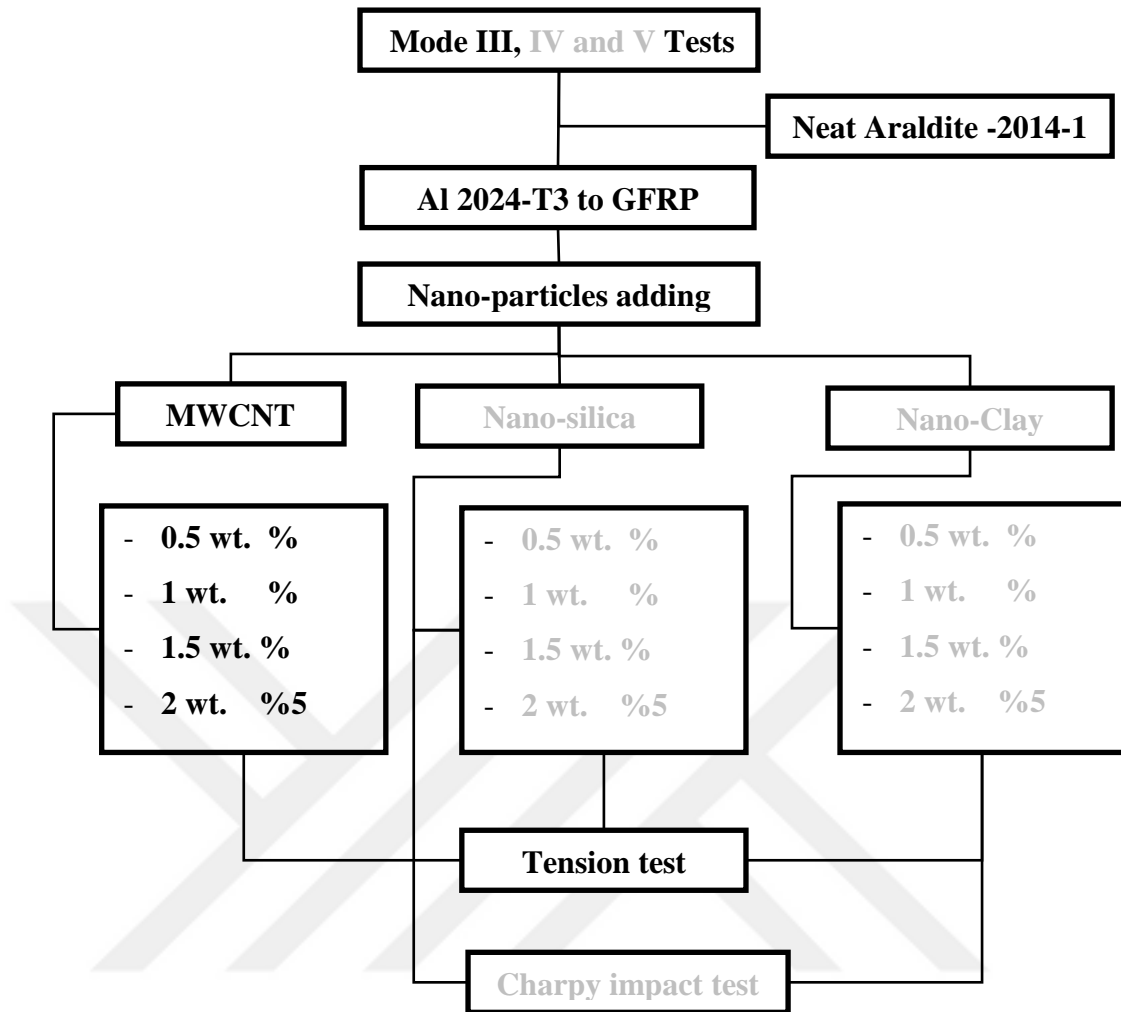 Mode III, IV and V Tests
Neat Araldite -2014-1
Al 2024-T3 to GFRP
Nano-particles adding
MWCNT
Nano-silica
Nano-Clay
- 0.5 wt. %
- 1 wt. %
- 1.5 wt. %
- 2 wt. %5
- 0.5 wt. %
- 1 wt. %
- 1.5 wt. %
- 2 wt. %5
- 0.5 wt. %
- 1 wt. %
- 1.5 wt. %
- 2 wt. %5
Tension test
Charpy impact test